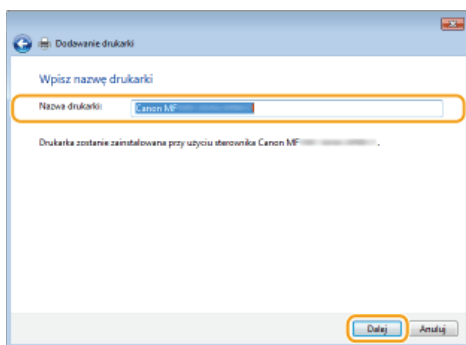 Dodawanie drukarki
Wpisz nazwę drukarki
Nazwa drukarki: Canon MF
Drukarka zostanie zainstalowana przy użyciu sterownika Canon MF .
Dalej Anuluj